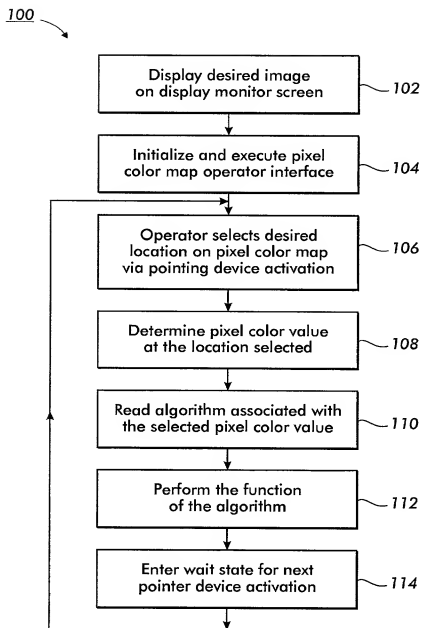 100
Display desired image
on display monitor screen
102
Initialize and execute pixel
color map operator interface
104
Operator selects desired
location on pixel color map
via pointing device activation
106
Determine pixel color value
at the location selected
108
Read algorithm associated with
the selected pixel color value
110
Perform the function
of the algorithm
112
Enter wait state for next
pointer device activation
114